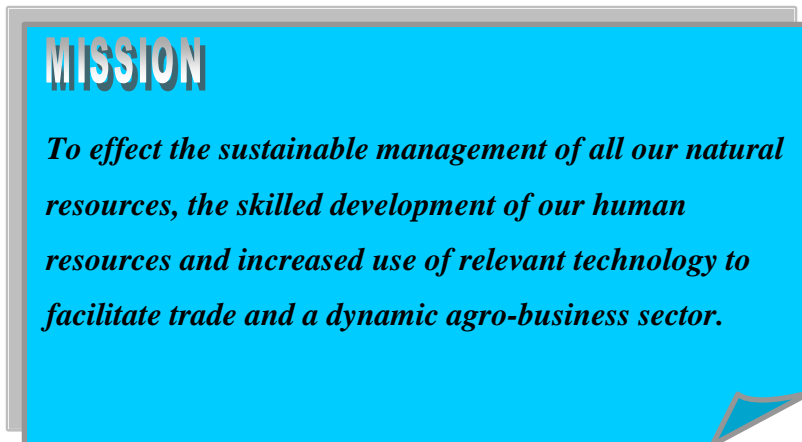 MISSION
To effect the sustainable management of all our natural
resources, the skilled development of our human
resources and increased use of relevant technology to
facilitate trade and a dynamic agro-business sector.